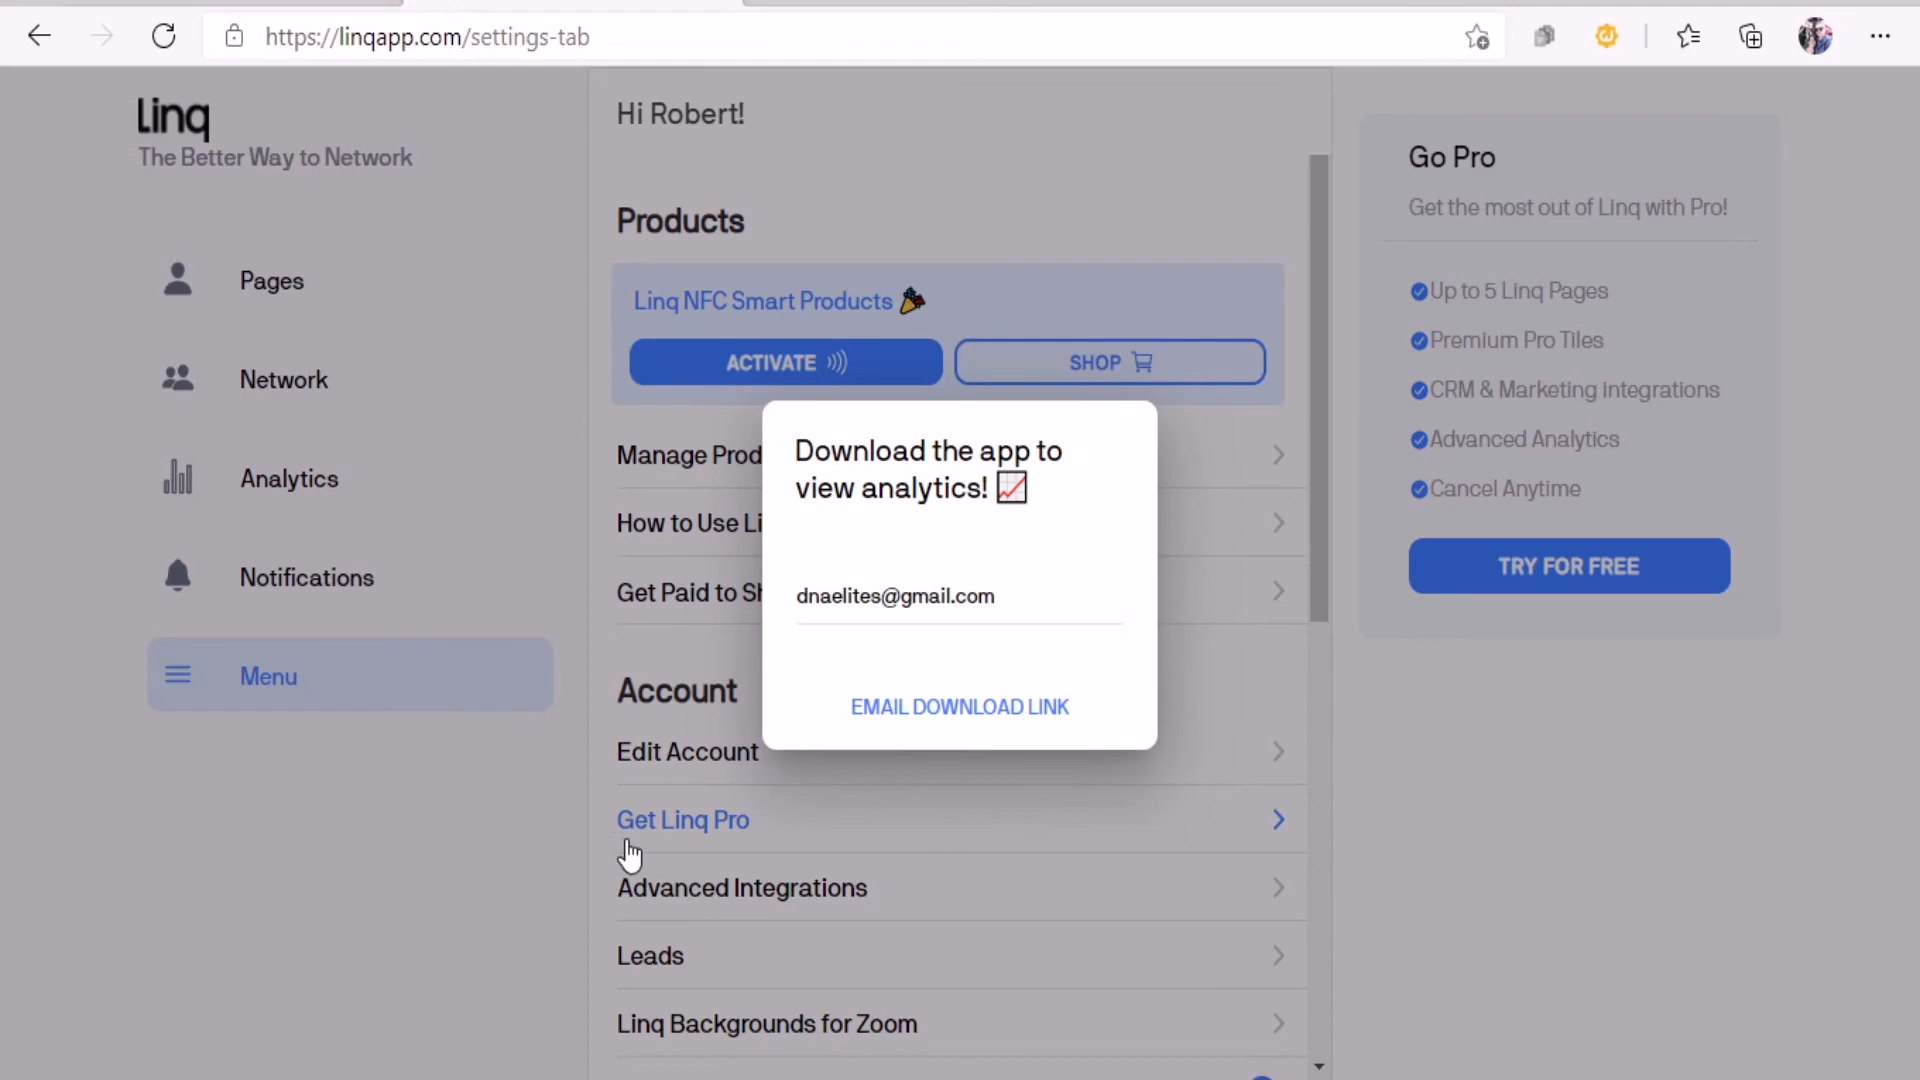 https://linqapp.com/settings-tab
linq
The Better Way to Network
Pages
Network
Analytics
Notifications
Menu
Hi Robert!
Products
Linq NFC Smart Products
ACTIVATE
SHOP
Manage Prod
How to Use Li
Get Paid to Sh
Download the app to
view analytics!
dnaelites@gmail.com
EMAIL DOWNLOAD LINK
Account
Edit Account
Get Linq Pro
Advanced Integrations
Leads
Linq Backgrounds for Zoom
Go Pro
Get the most out of Linq with Pro!
Up to 5 Linq Pages
Premium Pro Tiles
CRM & Marketing integrations
Advanced Analytics
Cancel Anytime
TRY FOR FREE